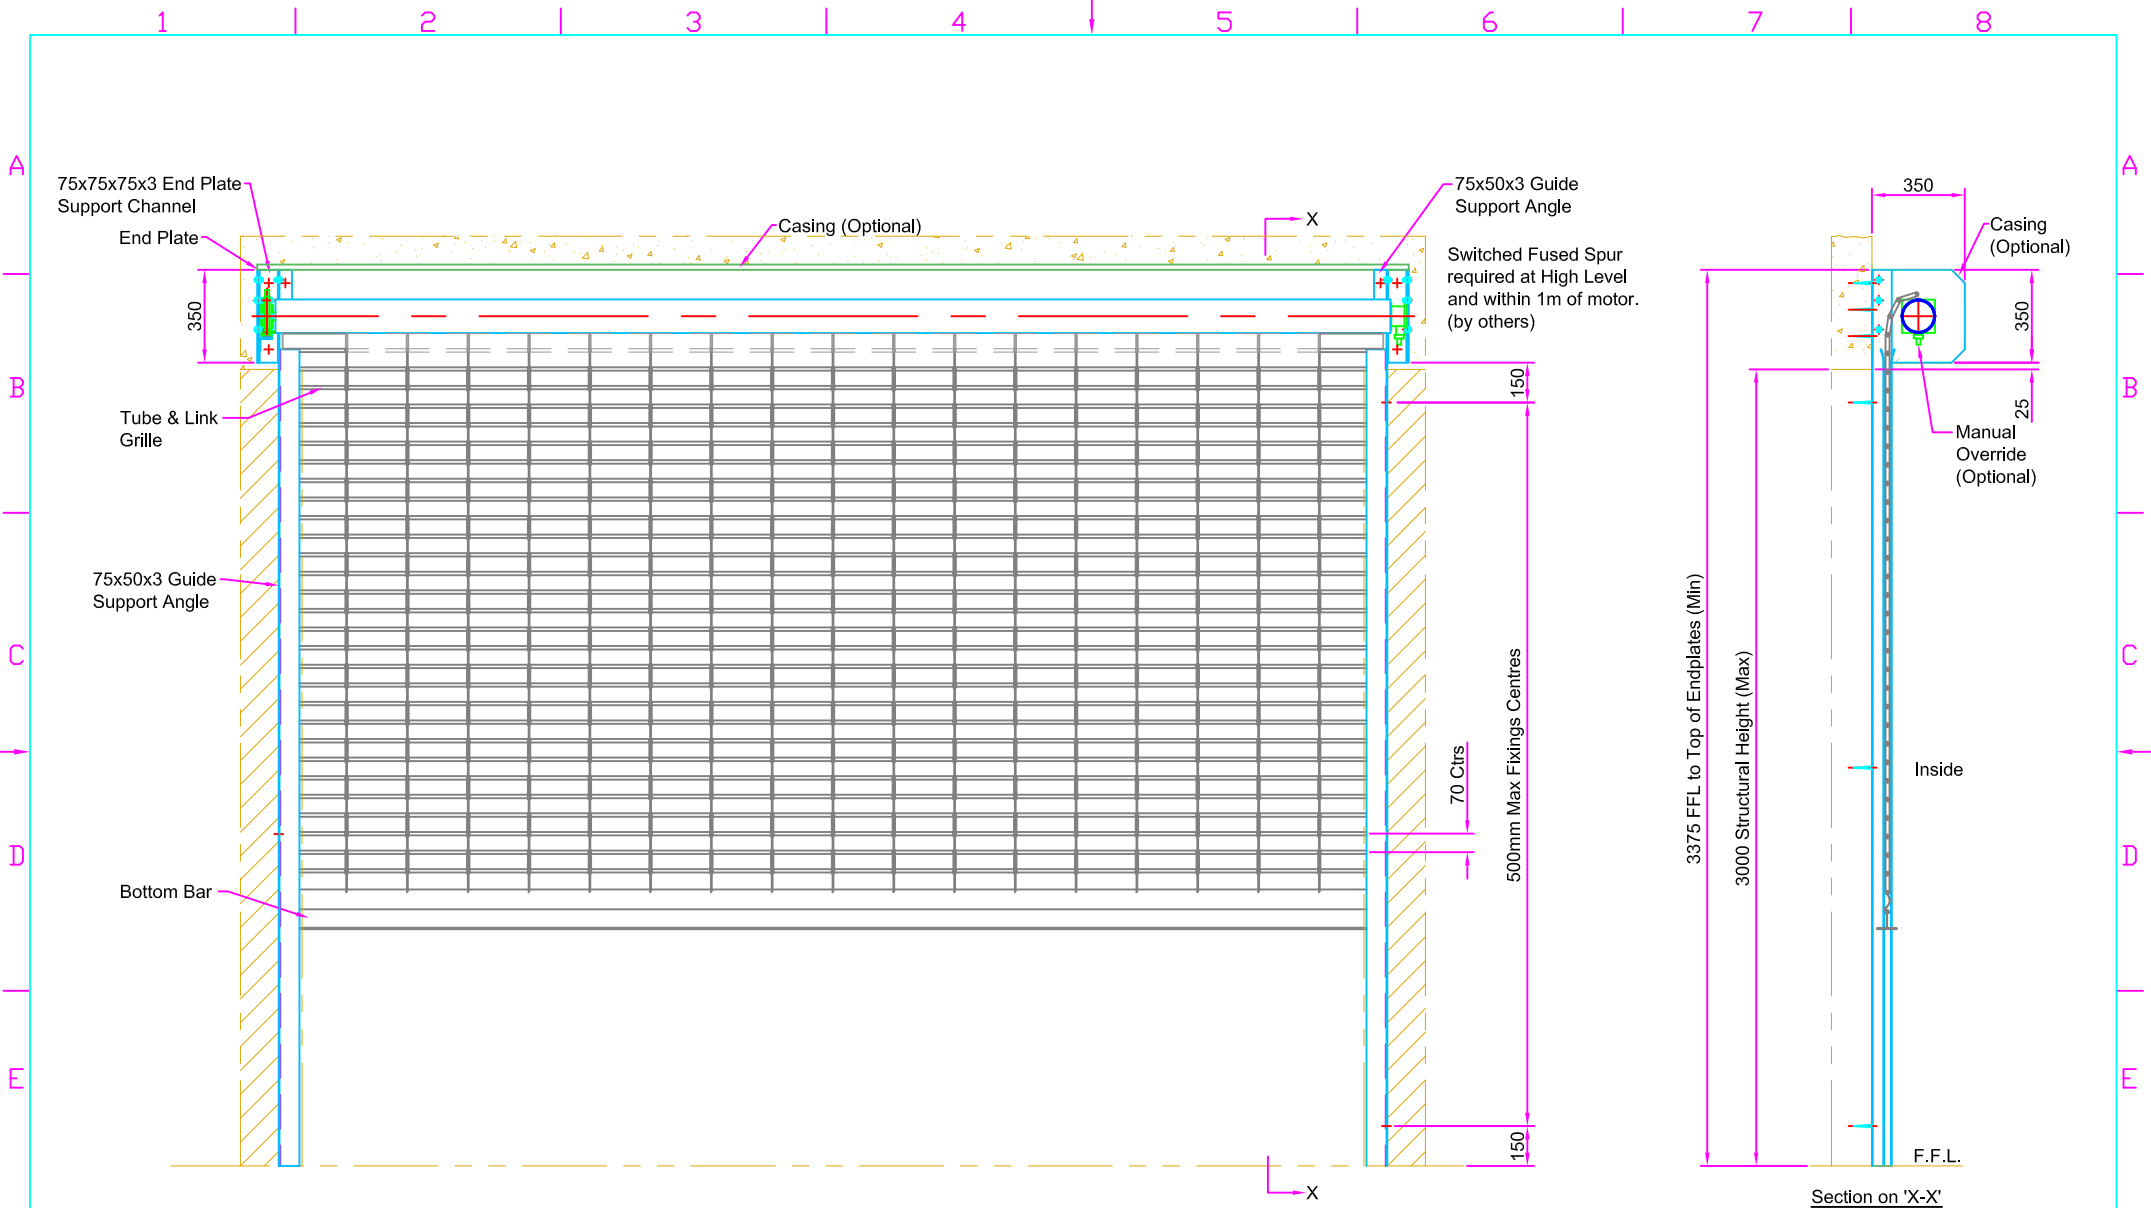 1 2 3 4 5 6 7 8
A
A
75x75x75x3 End Plate
Support Channel
End Plate
Casing (Optional)
X
75x50x3 Guide
Support Angle
Switched Fused Spur
required at High Level
and within 1m of motor.
(by others)
350
Casing
(Optional)
350
350
B
B
150
25
Tube & Link
Grille
Manual
Override
(Optional)
75x50x3 Guide
Support Angle
C
C
3375 FFL to Top of Endplates (Min)
3000 Structural Height (Max)
500mm Max Fixings Centres
70 Ctrs
Inside
D
D
Bottom Bar
E
E
150
F.F.L.
X
Section on 'X-X'